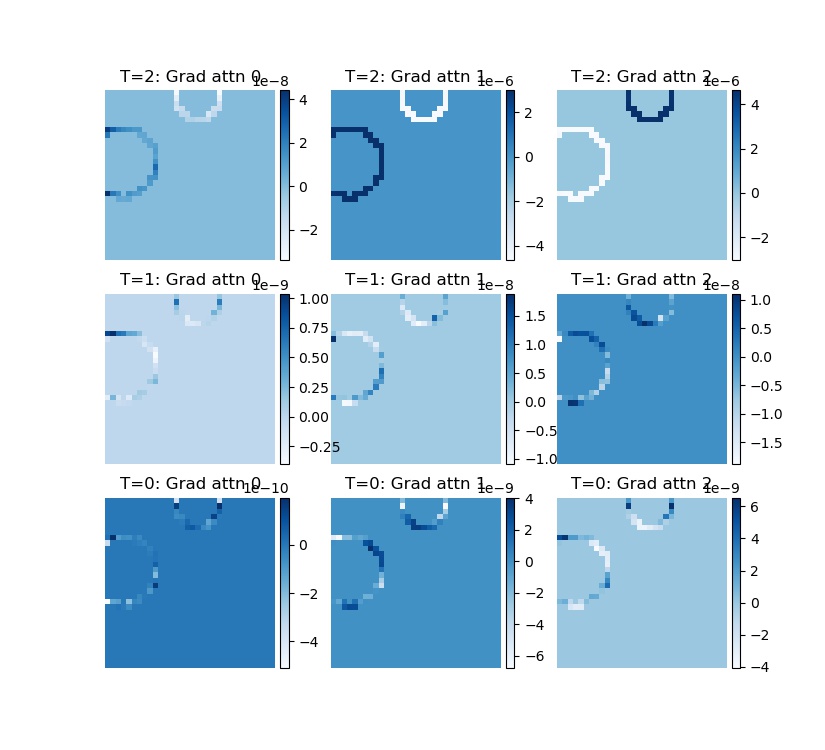 T=2: Grad attn 0
1e−8
4
2
0
−2
T=2: Grad attn 1
1e−6
2
0
−2
−4
T=2: Grad attn 2
1e−6
4
2
0
−2
T=1: Grad attn 0
1e−9
1.00
0.75
0.50
0.25
0.00
−0.25
T=1: Grad attn 1
1e−8
1.5
1.0
0.5
0.0
−0.5
−1.0
T=1: Grad attn 2
1e−8
1.0
0.5
0.0
−0.5
−1.0
−1.5
T=0: Grad attn 0
1e−10
0
−2
−4
T=0: Grad attn 1
1e−9
4
2
0
−2
−4
−6
T=0: Grad attn 2
1e−9
6
4
2
0
−2
−4